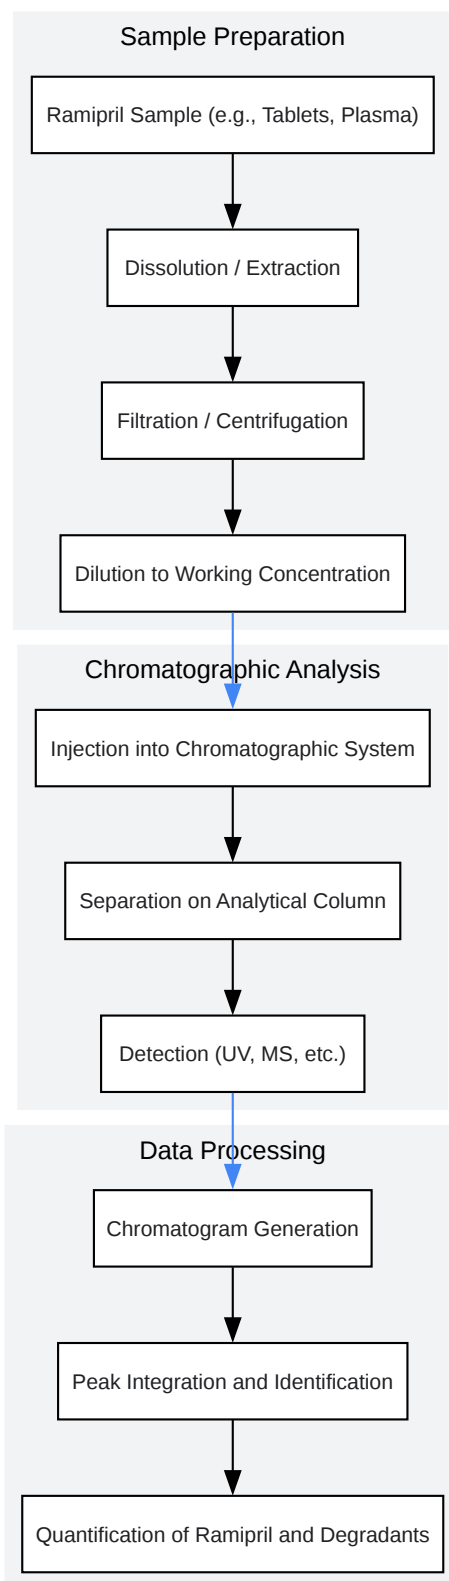 Sample Preparation
Ramipril Sample (e.g., Tablets, Plasma)
Dissolution / Extraction
Filtration / Centrifugation
Dilution to Working Concentration
Chromatographic Analysis
Injection into Chromatographic System
Separation on Analytical Column
Detection (UV, MS, etc.)
Data Processing
Chromatogram Generation
Peak Integration and Identification
Quantification of Ramipril and Degradants